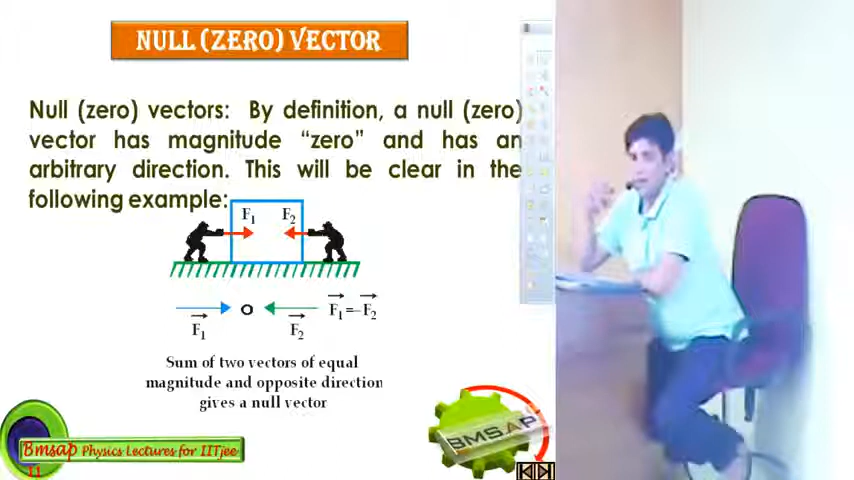 NULL (ZERO) VECTOR
Null (zero) vectors: By definition, a null (zero)
vector has magnitude “zero” and has an
arbitrary direction. This will be clear in the
following example:
F1 F2
O
F1 =–F2
F1 F2
Sum of two vectors of equal
magnitude and opposite direction
gives a null vector
BMSAP
Bmsap Physics Lectures for IITjee
11